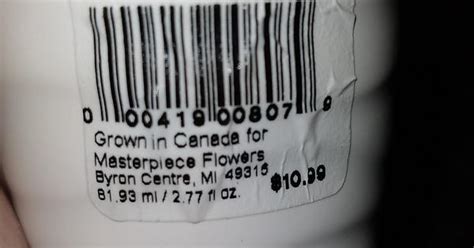 0 00419 00807 9
Grown in Canada for
Masterpiece Flowers
Byron Centre, MI 49315
81.93 ml / 2.77 fl oz. $10.99